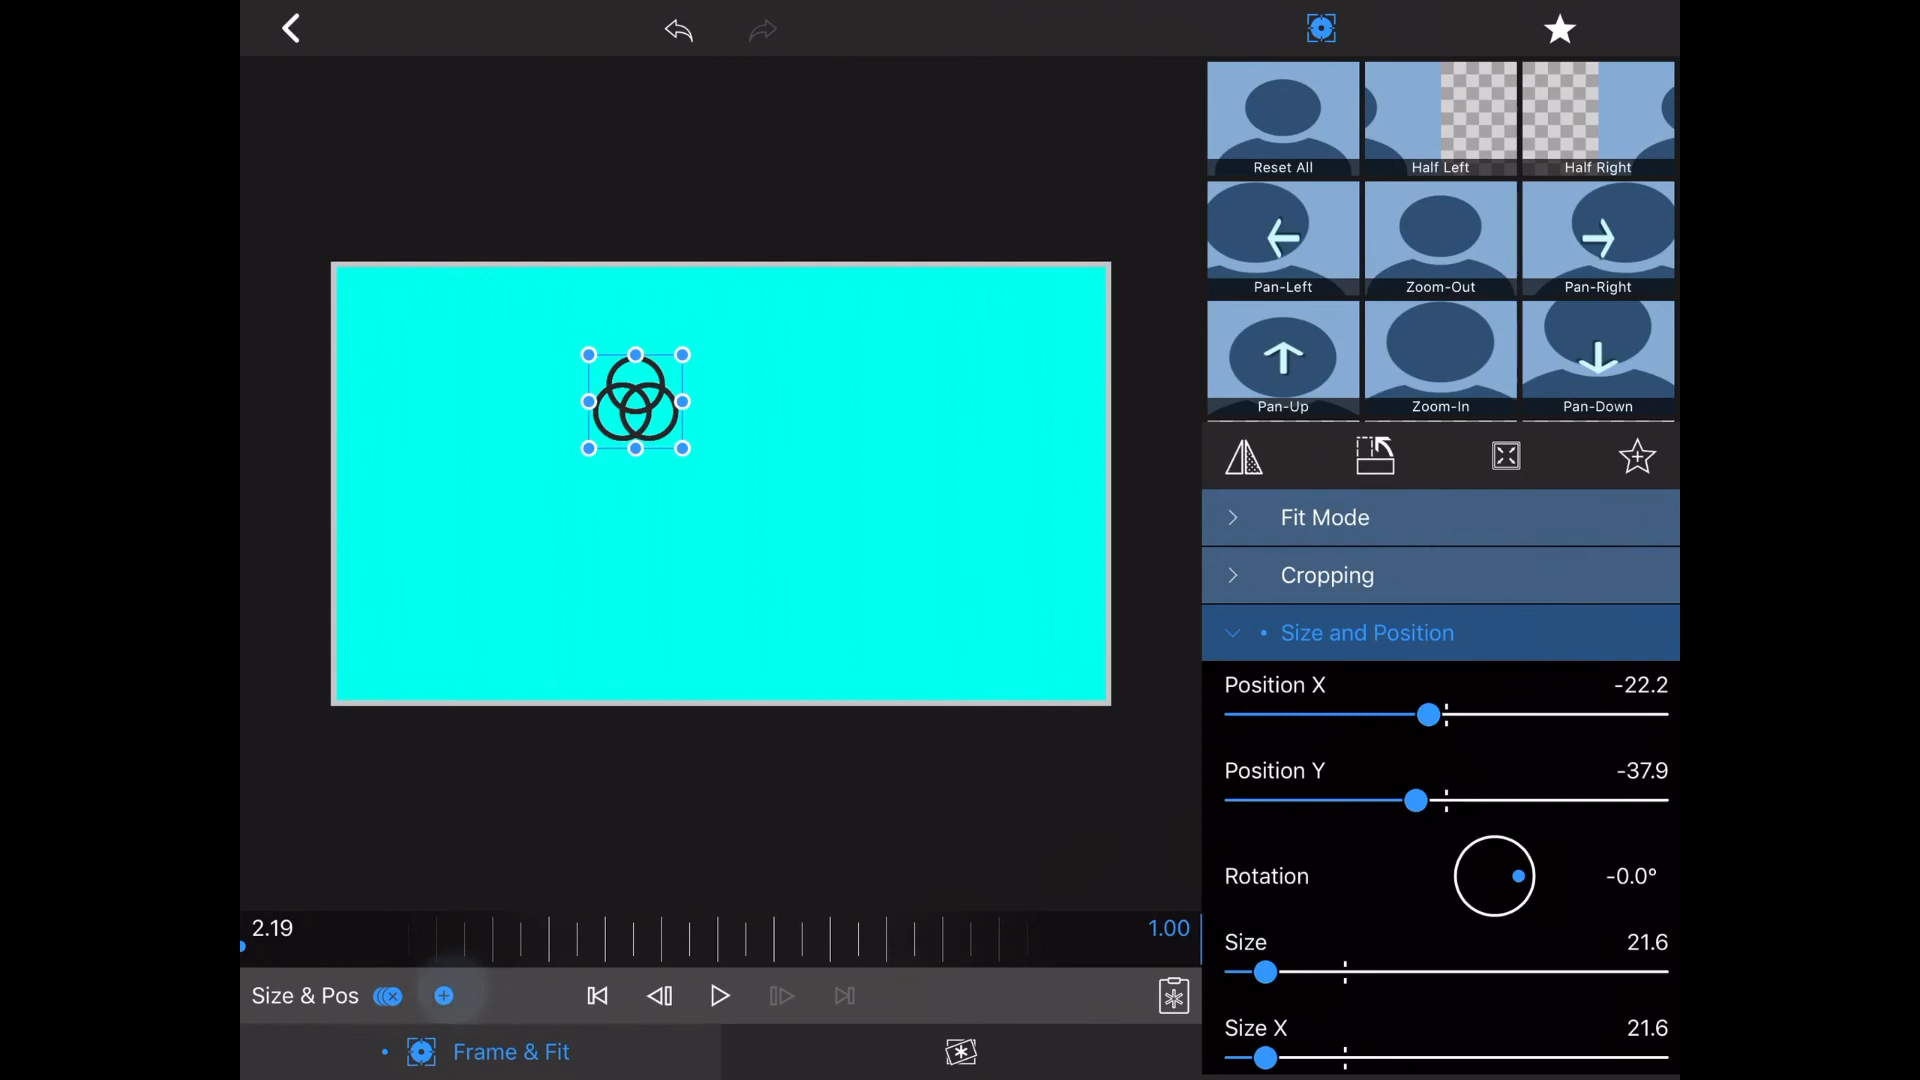 Reset All
Half Left
Half Right
Pan-Left
Zoom-Out
Pan-Right
Pan-Up
Zoom-In
Pan-Down
Fit Mode
Cropping
Size and Position
Position X -22.2
Position Y -37.9
Rotation -0.0°
Size 21.6
Size X 21.6
2.19
1.00
Size & Pos
Frame & Fit